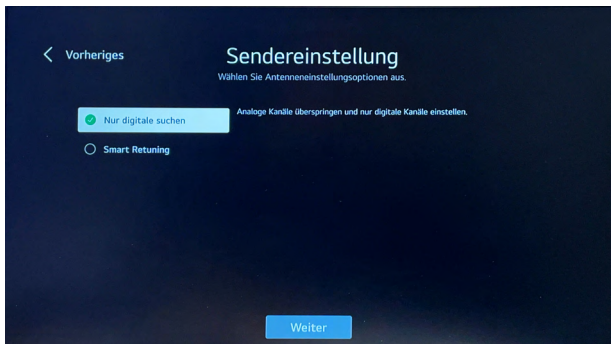 Vorheriges
Sendereinstellung
Wählen Sie Antenneneinstellungsoptionen aus.
Nur digitale suchen
Analoge Kanäle überspringen und nur digitale Kanäle einstellen.
Smart Retuning
Weiter